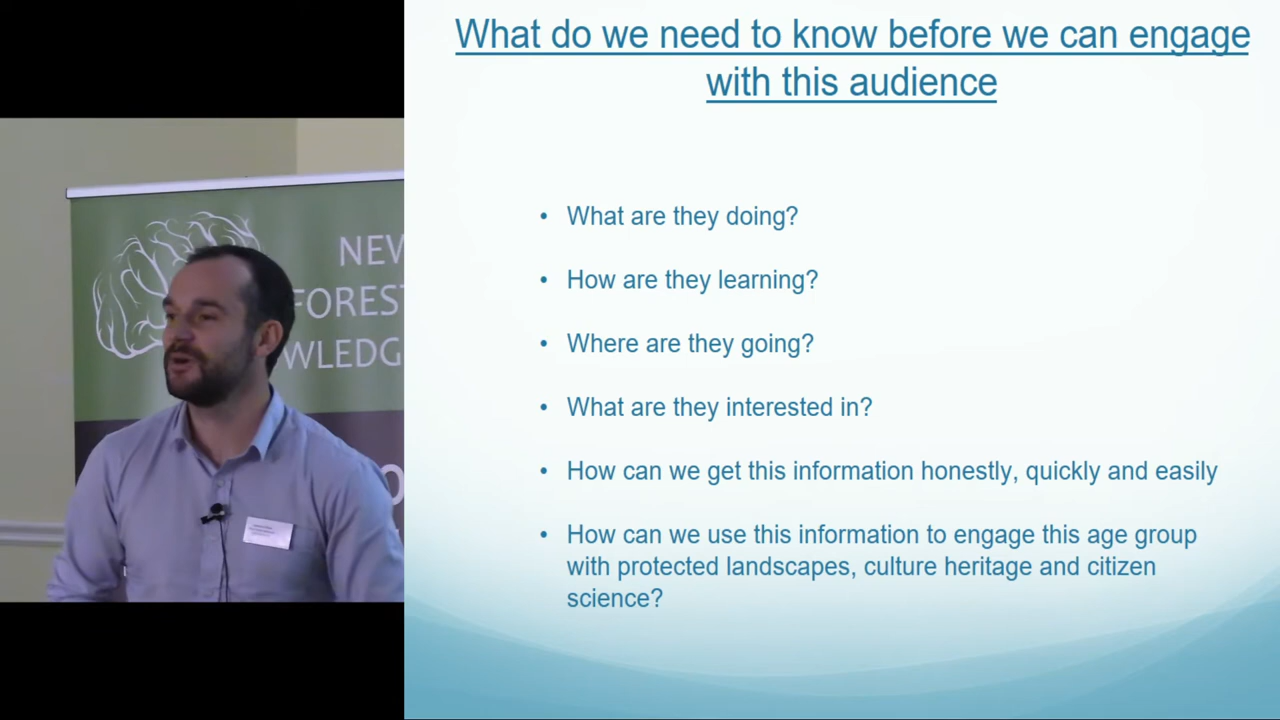 What do we need to know before we can engage
with this audience
• What are they doing?
• How are they learning?
• Where are they going?
• What are they interested in?
• How can we get this information honestly, quickly and easily
• How can we use this information to engage this age group
with protected landscapes, culture heritage and citizen
science?
NEW
FOREST
WLEDG